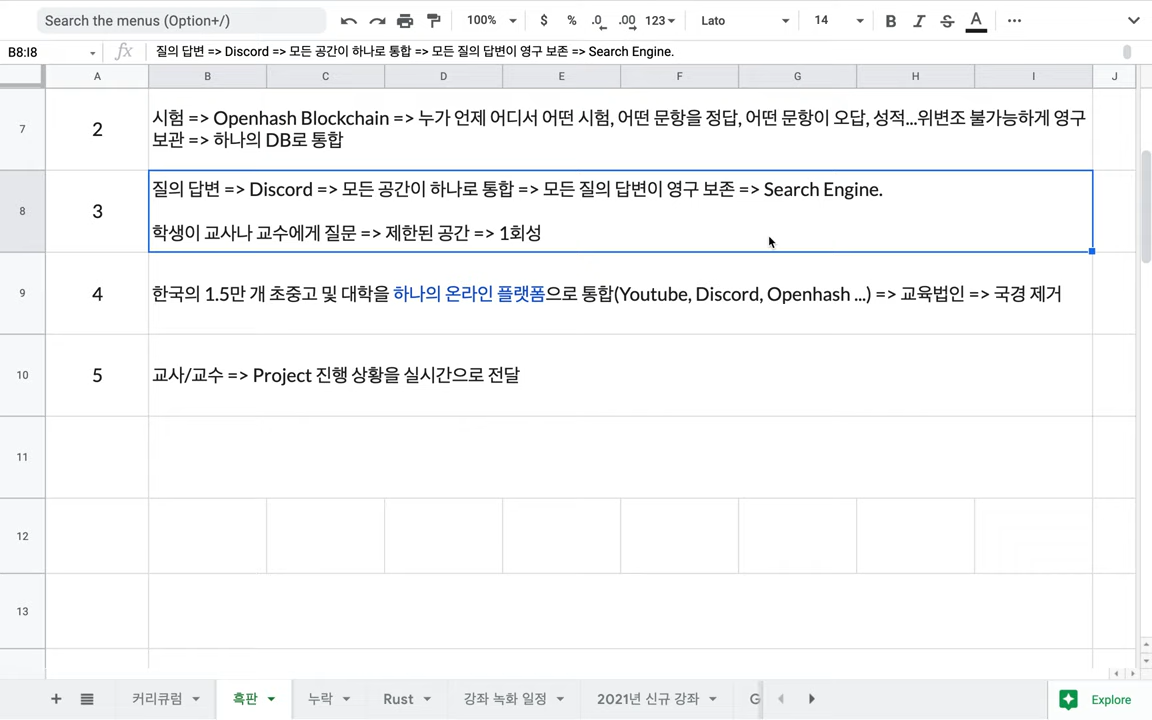 Search the menus (Option+/)
100%
$ % .0 .00 123
Lato
14
B I S A
B8:I8
fx
질의 답변 => Discord => 모든 공간이 하나로 통합 => 모든 질의 답변이 영구 보존 => Search Engine.
A B C D E F G H I J
7
2
시험 => Openhash Blockchain => 누가 언제 어디서 어떤 시험, 어떤 문항을 정답, 어떤 문항이 오답, 성적...위변조 불가능하게 영구
보관 => 하나의 DB로 통합
8
3
질의 답변 => Discord => 모든 공간이 하나로 통합 => 모든 질의 답변이 영구 보존 => Search Engine.
학생이 교사나 교수에게 질문 => 제한된 공간 => 1회성
9
4
한국의 1.5만 개 초중고 및 대학을 하나의 온라인 플랫폼으로 통합(Youtube, Discord, Openhash ...) => 교육법인 => 국경 제거
10
5
교사/교수 => Project 진행 상황을 실시간으로 전달
11
12
13
커리큐럼
흑판
누락
Rust
강좌 녹화 일정
2021년 신규 강좌
G
Explore